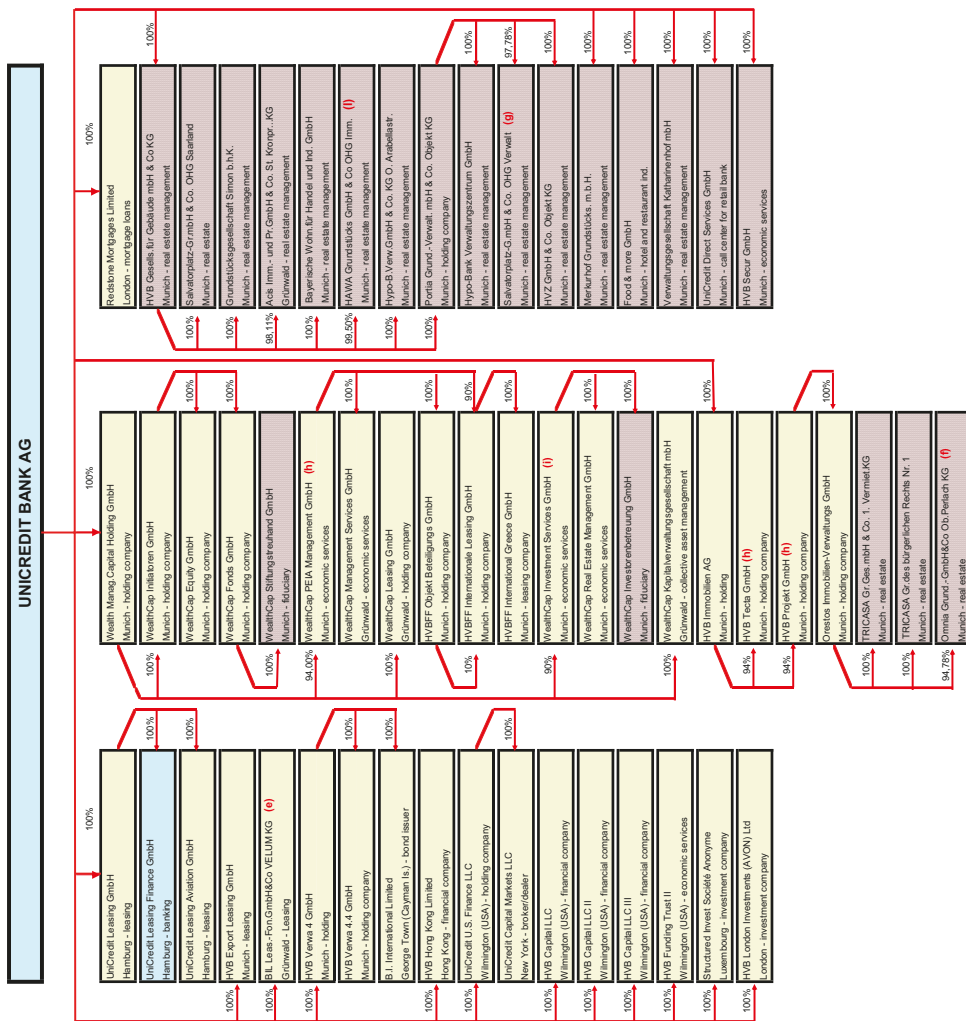 UNICREDIT BANK AG
100%
UniCredit Leasing GmbH
Hamburg - leasing
100%
UniCredit Leasing Finance GmbH
Hamburg - banking
100%
UniCredit Leasing Aviation GmbH
Hamburg - leasing
100%
HVB Export Leasing GmbH
Munich - leasing
100%
BIL Leas.-Fon.GmbH&Co VELUM KG (e)
Grünwald - Leasing
100%
HVB Verwa 4 GmbH
Munich - holding
100%
HVB Verwa 4.4 GmbH
Munich - holding company
100%
B.I. International Limited
George Town (Cayman Is.) - bond issuer
100%
HVB Hong Kong Limited
Hong Kong - financial company
100%
UniCredit U.S. Finance LLC
Wilmington (USA) - holding company
100%
UniCredit Capital Markets LLC
New York - broker/dealer
100%
HVB Capital LLC
Wilmington (USA) - financial company
100%
HVB Capital LLC II
Wilmington (USA) - financial company
100%
HVB Capital LLC III
Wilmington (USA) - financial company
100%
HVB Funding Trust II
Wilmington (USA) - economic services
100%
Structured Invest Société Anonyme
Luxembourg - investment company
100%
HVB London Investments (AVON) Ltd
London - investment company
100%
100%
Wealth Manag.Capital Holding GmbH
Munich - holding company
100%
WealthCap Initiatoren GmbH
Munich - holding company
100%
WealthCap Equity GmbH
Munich - holding company
100%
WealthCap Fonds GmbH
Munich - holding company
100%
WealthCap Stiftungstreuhand GmbH
Munich - fiduciary
100%
WealthCap PEIA Management GmbH (h)
Munich - economic services
94,00%
WealthCap Management Services GmbH
Grünwald - economic services
100%
WealthCap Leasing GmbH
Grünwald - holding company
100%
HVBFF Objekt Beteiligungs GmbH
Munich - holding company
100%
HVBFF Internationale Leasing GmbH
Munich - holding company
10%
90%
HVBFF International Greece GmbH
Munich - holding company
100%
WealthCap Investment Services GmbH (i)
Munich - economic services
90%
WealthCap Real Estate Management GmbH
Munich - holding company
100%
WealthCap Investorenbetreuung GmbH
Munich - fiduciary
100%
WealthCap Kapitalverwaltungsgesellschaft mbH
Grünwald - collective asset management
100%
HVB Immobilien AG
Munich - holding
100%
HVB Tecta GmbH (h)
Munich - holding company
94%
HVB Projekt GmbH (h)
Munich - holding company
94%
Orestos Immobilien-Verwaltungs GmbH
Munich - holding company
100%
TRICASA Gr.Ges.mbH. & Co. 1. Vermiet.KG
Munich - real estate
100%
TRICASA Gr.des bürgerlichen Rechts Nr. 1
Munich - real estate
100%
Omnia Grund.-GmbH&Co Ob.Perlach KG (f)
Munich - real estate
94,78%
100%
Redstone Mortgages Limited
London - mortgage loans
HVB Gesells.für Gebäude mbH & Co KG
Munich - real estate management
100%
Salvatorplatz-Gr.mbH & Co. OHG Saarland
Munich - real estate
100%
Grundstücksgesellschaft Simon b.h.K.
Munich - real estate management
100%
Acis Imm.- und Pr.GmbH & Co. St. Kronpr...KG
Grünwald - real estate management
98,11%
Bayerische Wohn.für Handel und Ind. GmbH
Munich - real estate management
100%
HAWA Grundstücks GmbH & Co OHG Imm. (l)
Munich - real estate management
99,50%
Hypo-B.Verw.GmbH & Co. KG O. Arabellastr.
Munich - real estate management
100%
Portia Grund.-Verwalt. mbH & Co. Objekt KG
Munich - holding company
100%
Hypo-Bank Verwaltungszentrum GmbH
Munich - real estate management
100%
Salvatorplatz-G.mbH & Co. OHG Verwalt (g)
Munich - real estate management
97,78%
HVZ GmbH & Co. Objekt KG
Munich - real estate management
100%
Merkurhof Grundstücks. m.b.H.
Munich - real estate management
100%
Food & more GmbH
Munich - hotel and restaurant ind.
100%
Verwaltungsgesellschaft Katharinenhof mbH
Munich - real estate management
100%
UniCredit Direct Services GmbH
Munich - call center for retail bank
100%
HVB Secur GmbH
Munich - economic services
100%